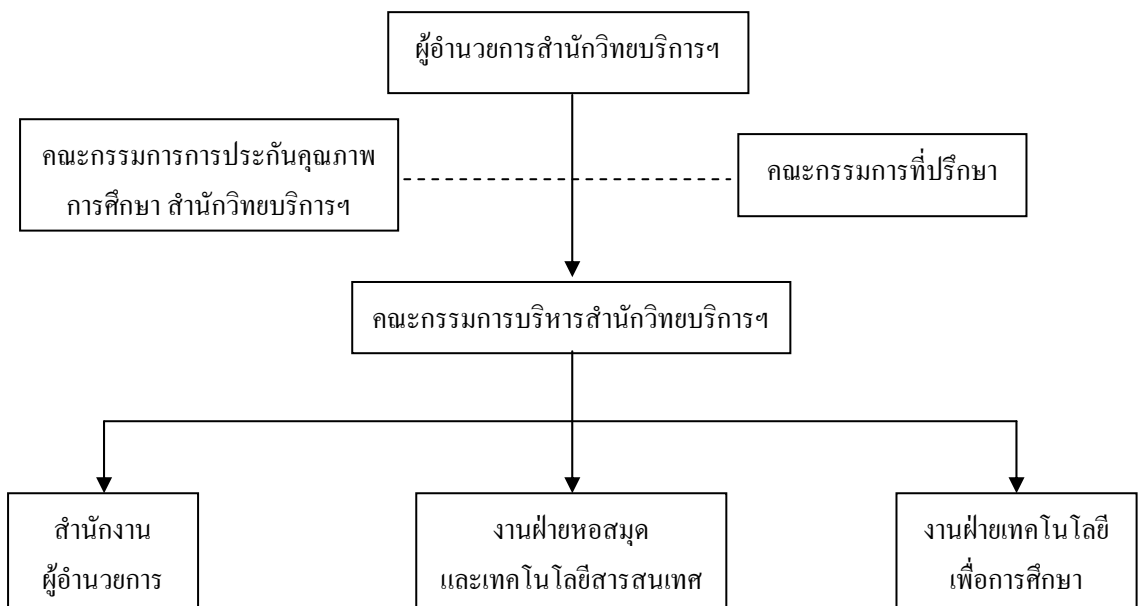 ผู้อำนวยการสำนักวิทยบริการฯ
คณะกรรมการการประกันคุณภาพ
การศึกษา สำนักวิทยบริการฯ
คณะกรรมการที่ปรึกษา
คณะกรรมการบริหารสำนักวิทยบริการฯ
สำนักงาน
ผู้อำนวยการ
งานฝ่ายหอสมุด
และเทคโนโลยีสารสนเทศ
งานฝ่ายเทคโนโลยี
เพื่อการศึกษา